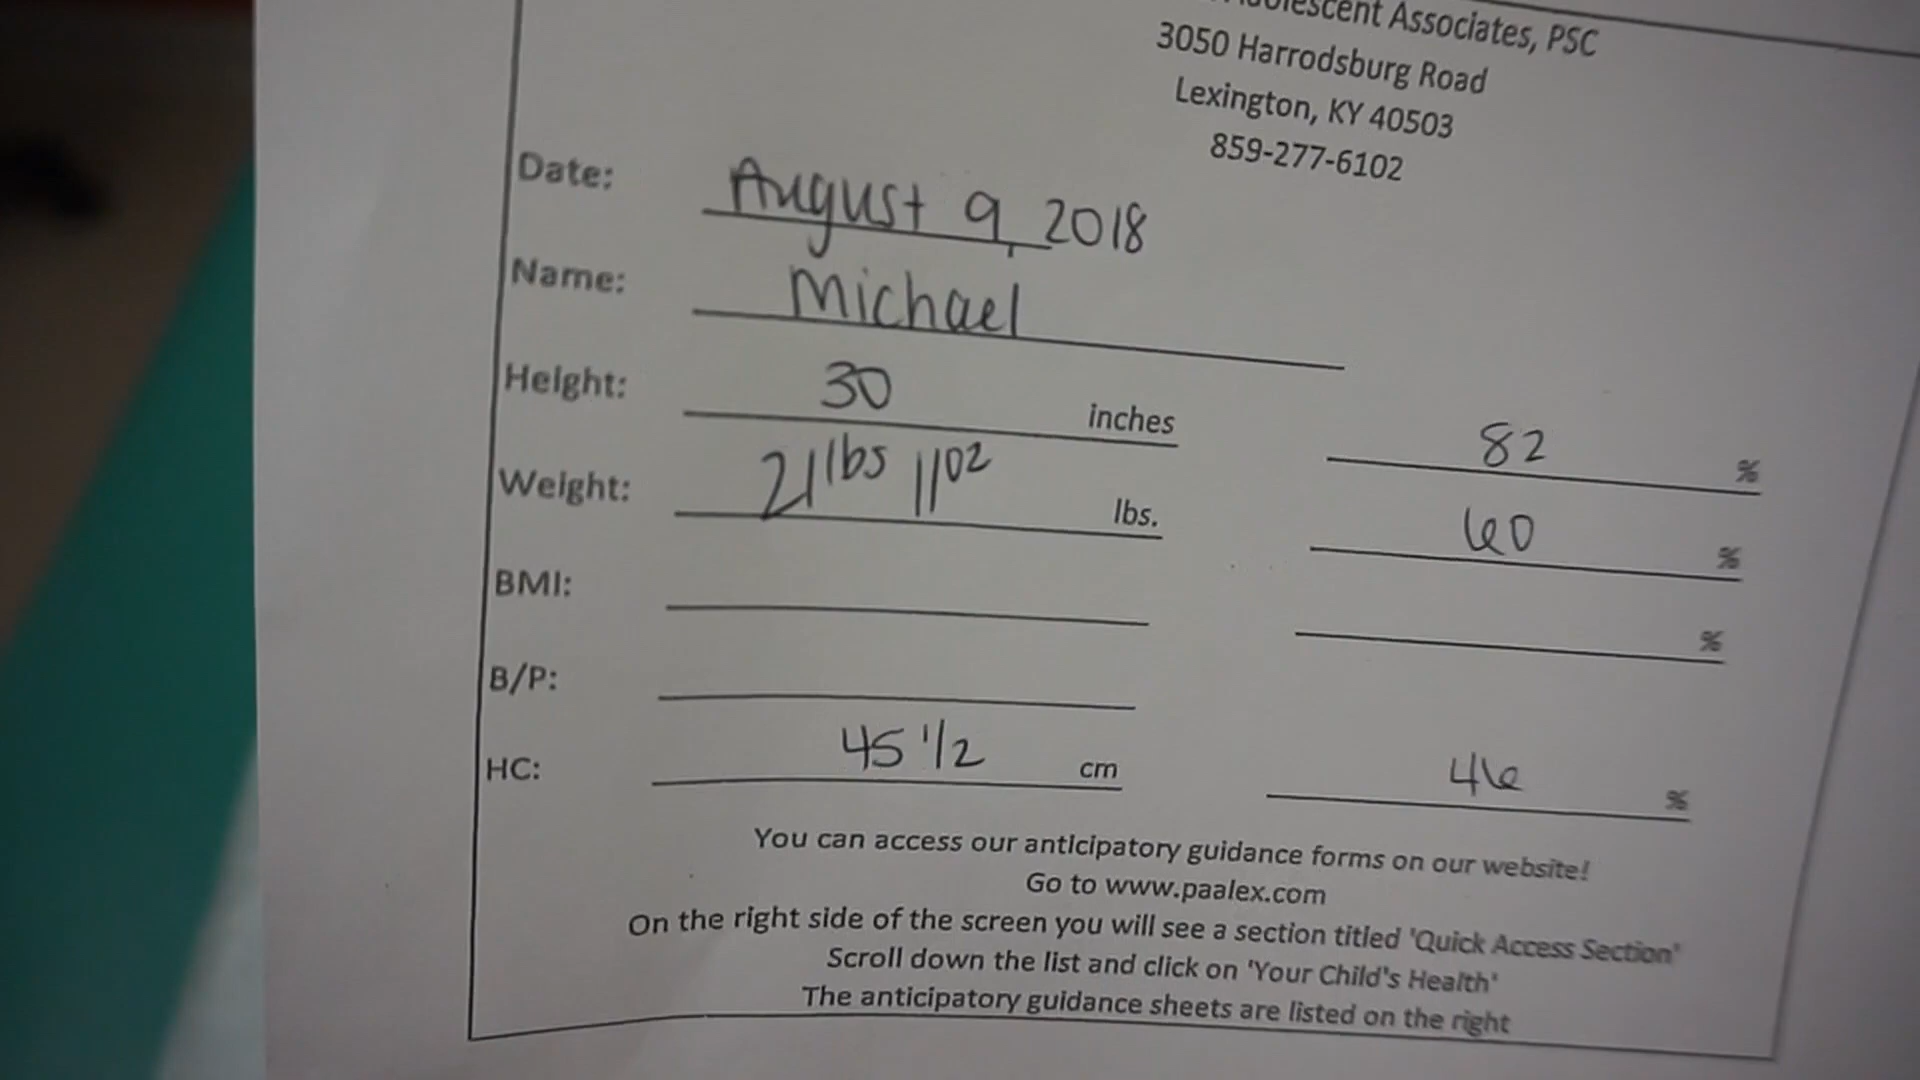 Associates, PSC
3050 Harrodsburg Road
Lexington, KY 40503
859-277-6102
Date: August 9, 2018
Name: Michael
Height: 30 inches 82 %
Weight: 21 lbs 11 oz lbs. 60 %
BMI: %
B/P:
HC: 45 1/2 cm 46 %
You can access our anticipatory guidance forms on our website!
Go to www.paalex.com
On the right side of the screen you will see a section titled 'Quick Access Section'
Scroll down the list and click on 'Your Child's Health'
The anticipatory guidance sheets are listed on the right